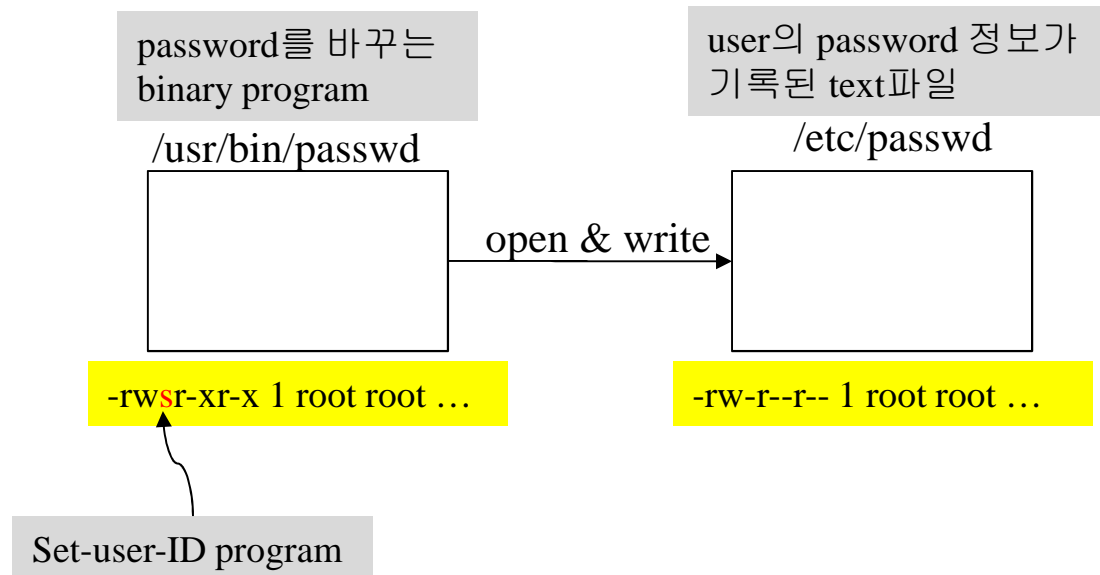 password를 바꾸는
binary program
/usr/bin/passwd
user의 password 정보가
기록된 text파일
/etc/passwd
open & write
-rwsr-xr-x 1 root root …
-rw-r--r-- 1 root root …
Set-user-ID program